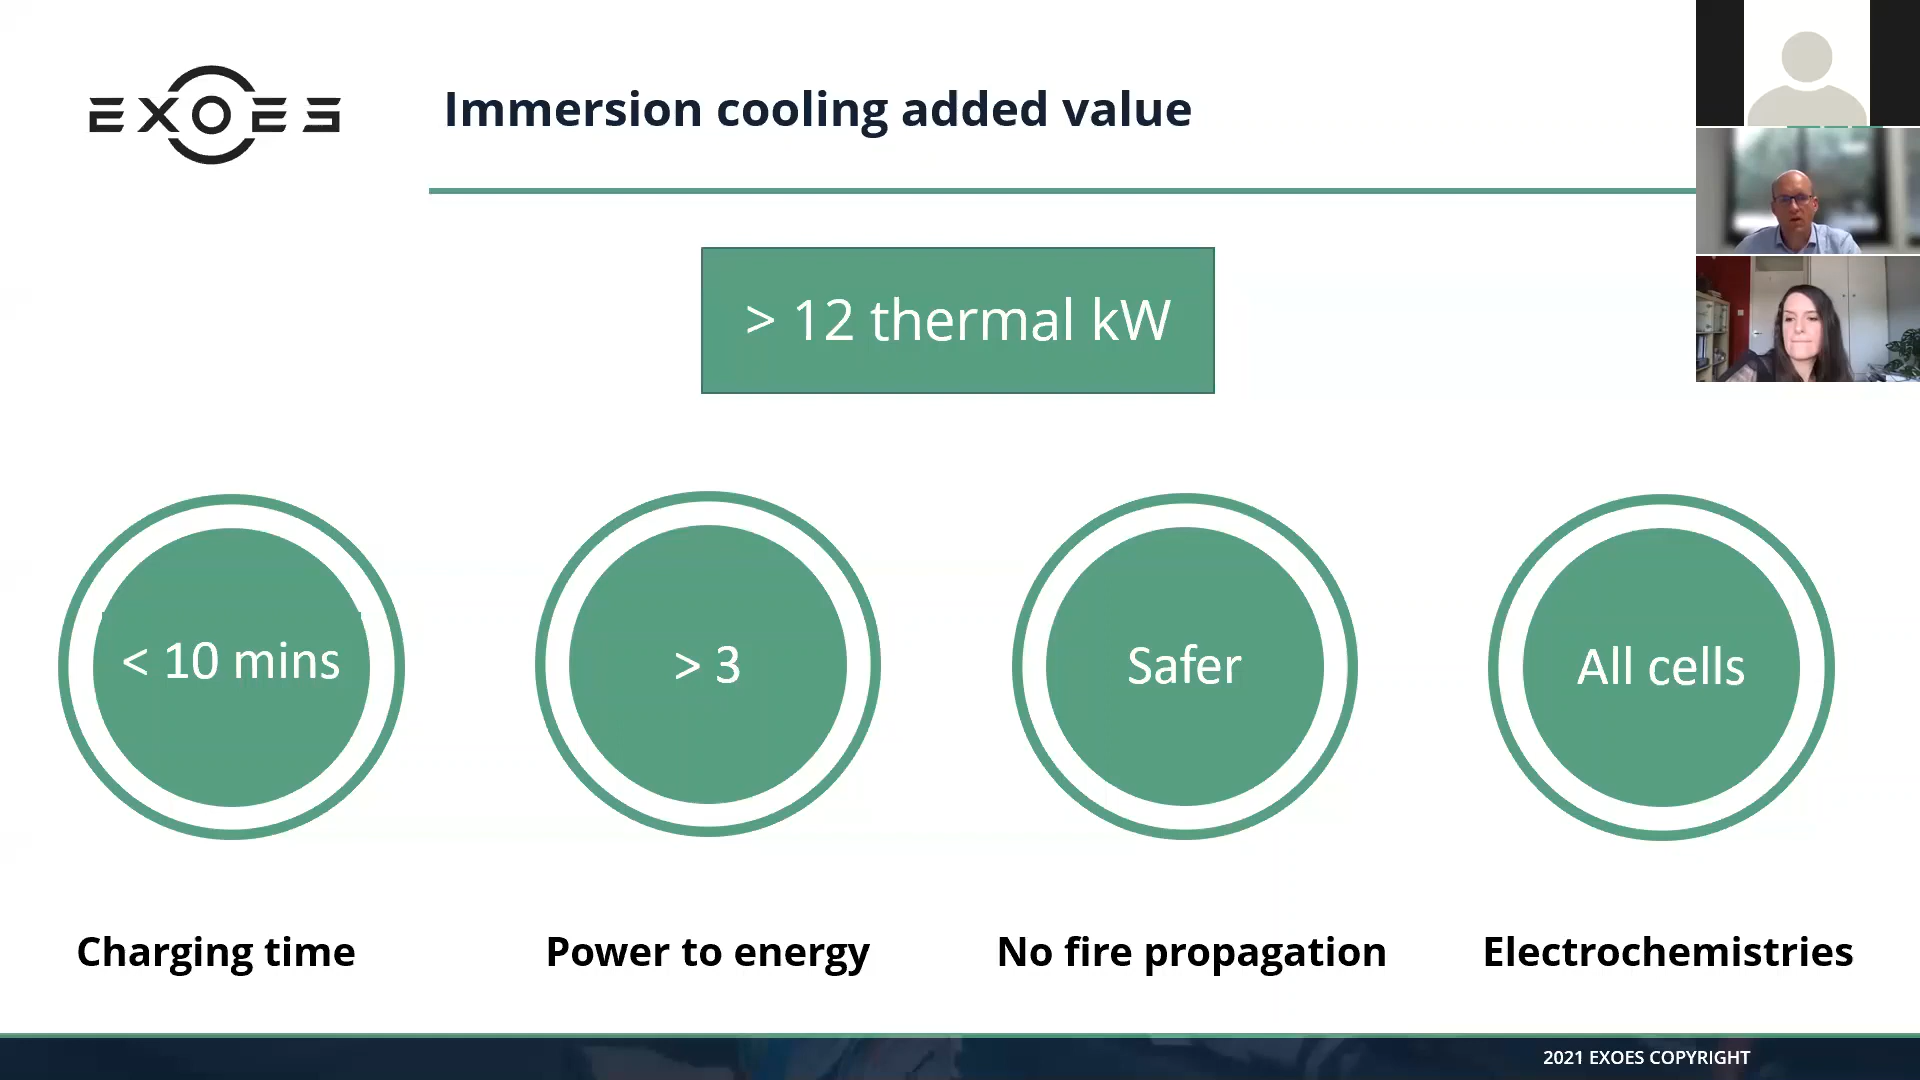 EXOES
Immersion cooling added value
> 12 thermal kW
< 10 mins
> 3
Safer
All cells
Charging time
Power to energy
No fire propagation
Electrochemistries
2021 EXOES COPYRIGHT